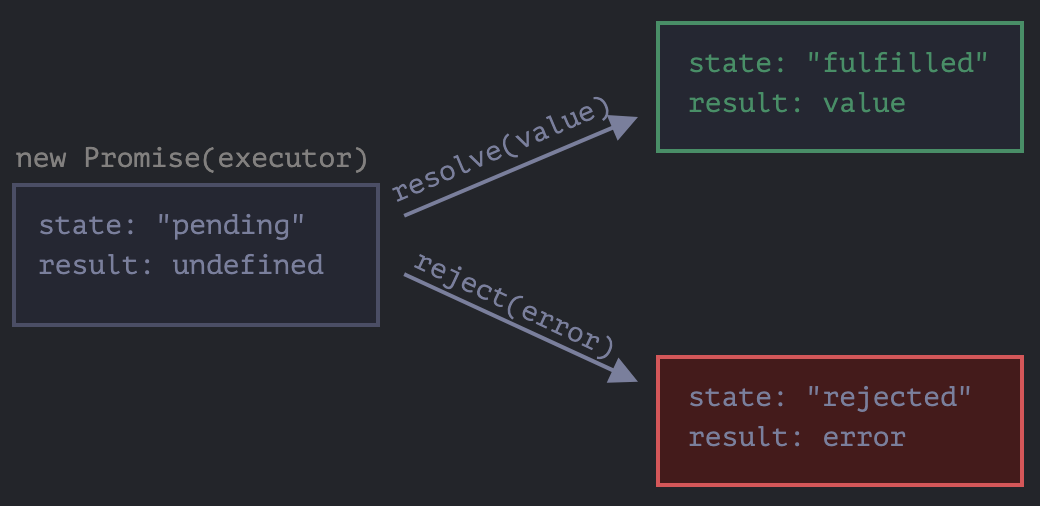 new Promise(executor)
state: "pending"
result: undefined
resolve(value)
reject(error)
state: "fulfilled"
result: value
state: "rejected"
result: error